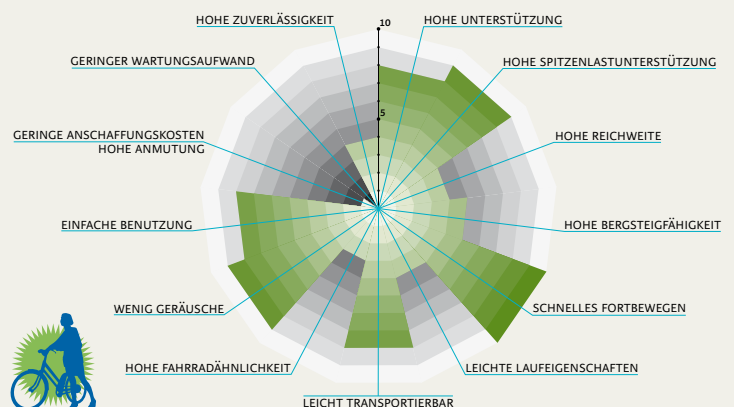 HOHE ZUVERLÄSSIGKEIT
10
HOHE UNTERSTÜTZUNG
GERINGER WARTUNGSAUFWAND
HOHE SPITZENLASTUNTERSTÜTZUNG
5
GERINGE ANSCHAFFUNGSKOSTEN
HOHE ANMUTUNG
HOHE REICHWEITE
EINFACHE BENUTZUNG
HOHE BERGSTEIGFÄHIGKEIT
WENIG GERÄUSCHE
SCHNELLES FORTBEWEGEN
HOHE FAHRRADÄHNLICHKEIT
LEICHTE LAUFEIGENSCHAFTEN
LEICHT TRANSPORTIERBAR